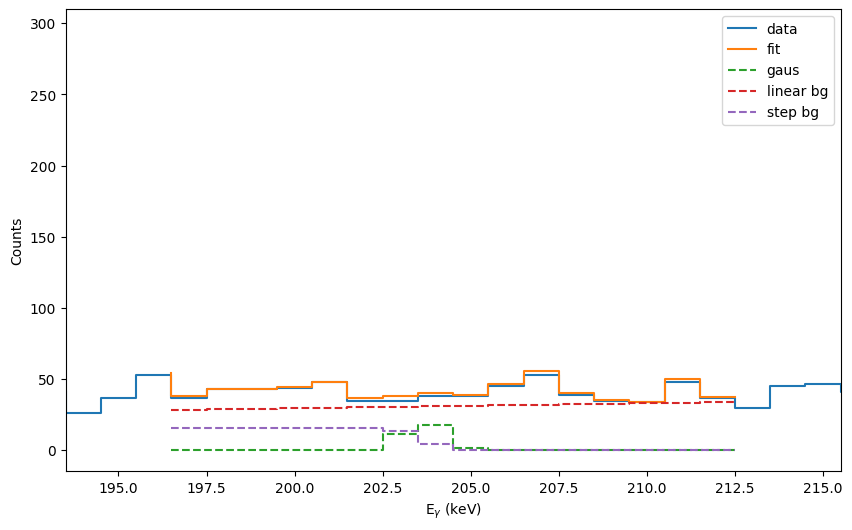 300
250
200
150
100
50
0
Counts
195.0 197.5 200.0 202.5 205.0 207.5 210.0 212.5 215.0
Eγ (keV)
data
fit
gaus
linear bg
step bg